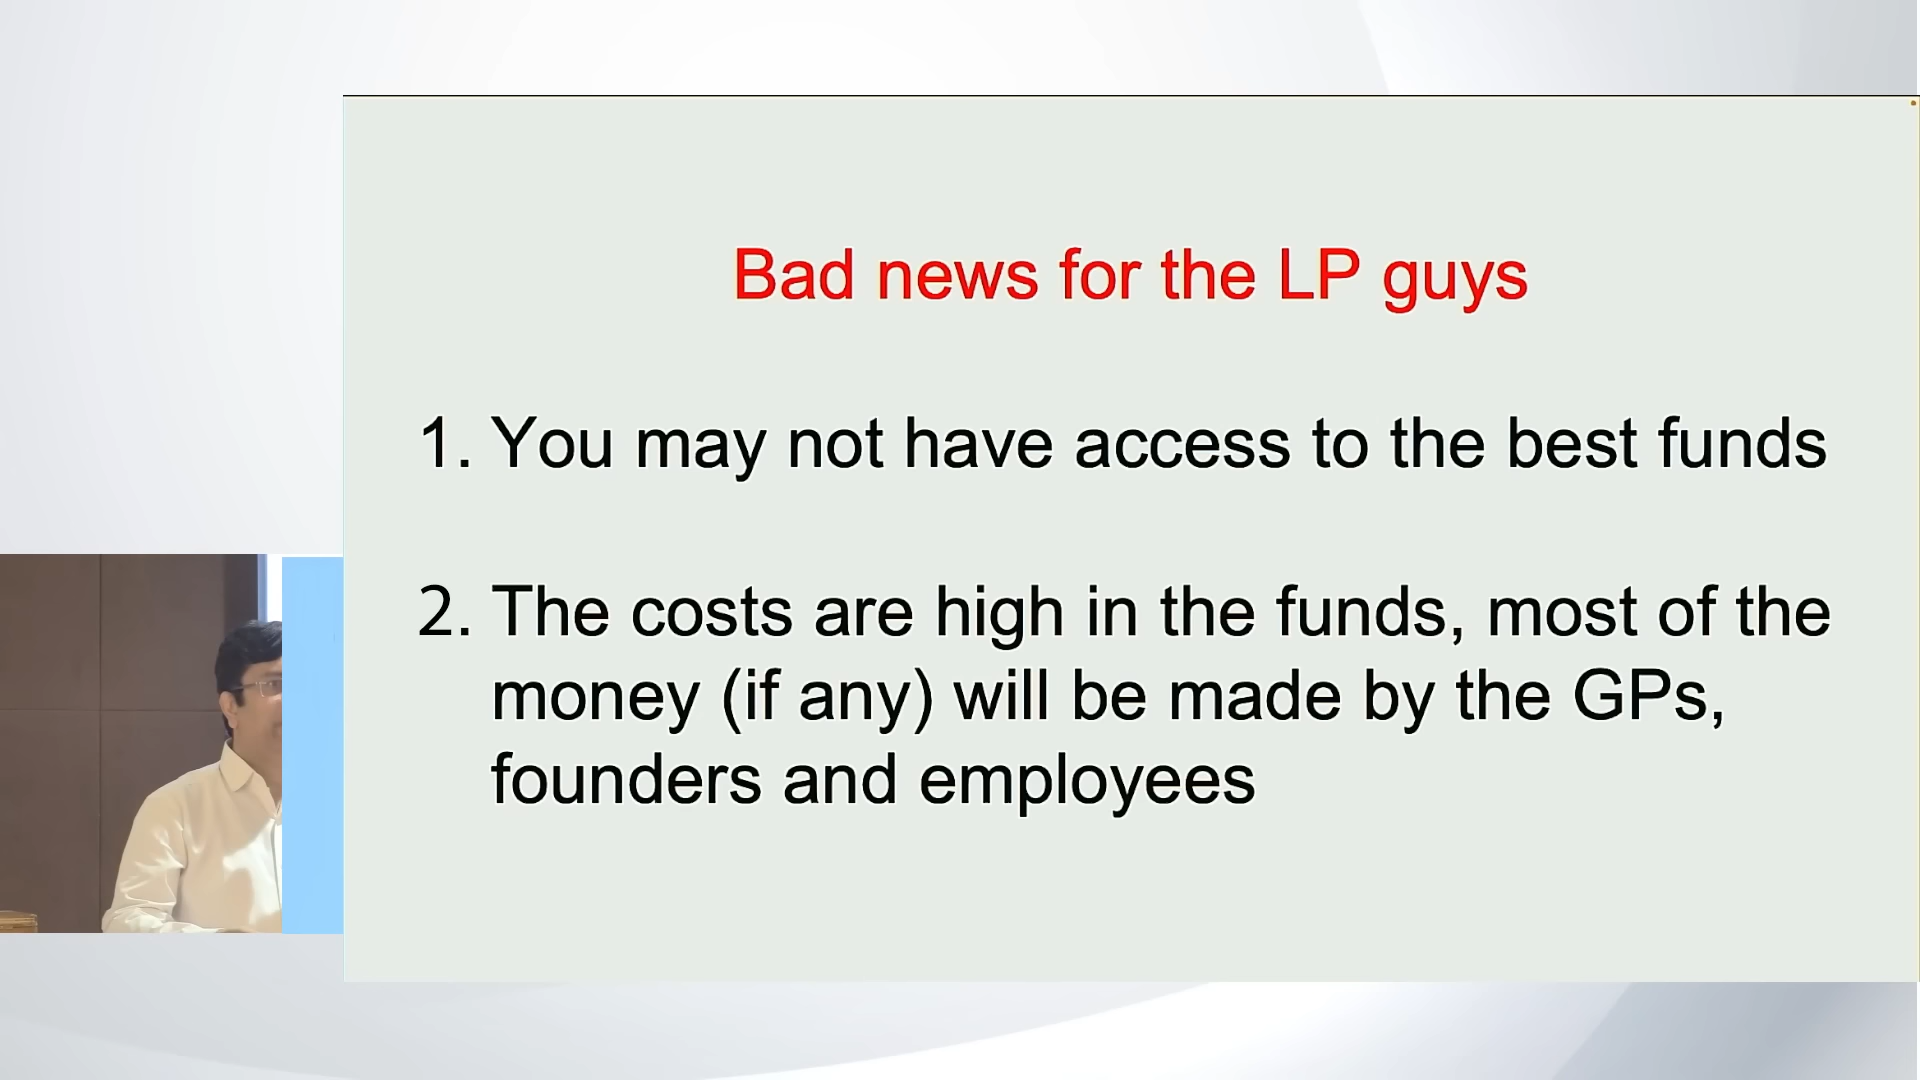 Bad news for the LP guys
1. You may not have access to the best funds
2. The costs are high in the funds, most of the
money (if any) will be made by the GPs,
founders and employees